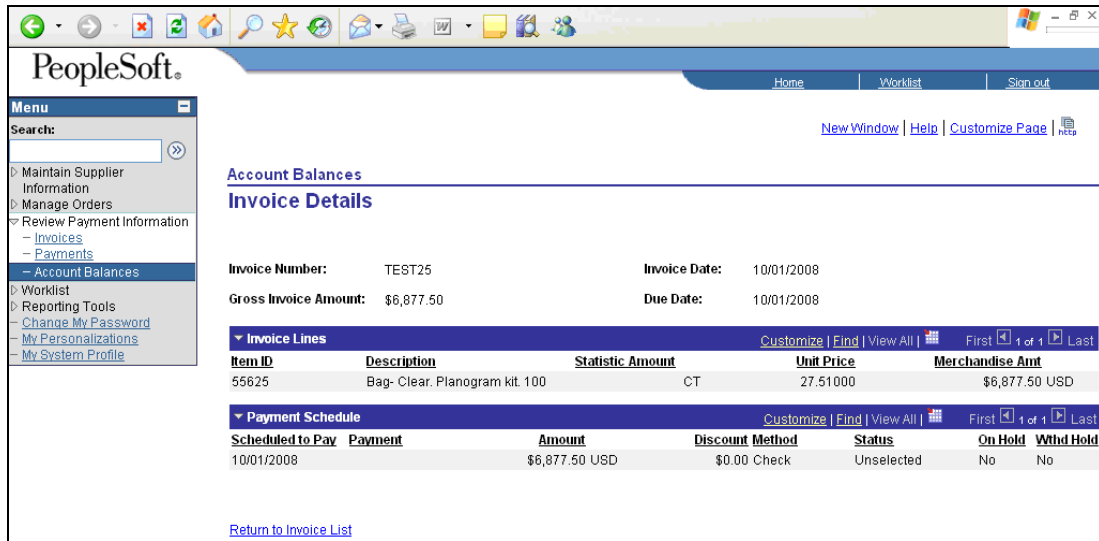 PeopleSoft®
Home Worklist Sign out
New Window | Help | Customize Page | http
Menu
Search:
Maintain Supplier
Information
Manage Orders
Review Payment Information
– Invoices
– Payments
– Account Balances
Worklist
Reporting Tools
– Change My Password
– My Personalizations
– My System Profile
Account Balances
Invoice Details
Invoice Number: TEST25 Invoice Date: 10/01/2008
Gross Invoice Amount: $6,877.50 Due Date: 10/01/2008
Invoice Lines Customize | Find | View All | First 1 of 1 Last
Item ID Description Statistic Amount Unit Price Merchandise Amt
55625 Bag- Clear. Planogram kit. 100 CT 27.51000 $6,877.50 USD
Payment Schedule Customize | Find | View All | First 1 of 1 Last
Scheduled to Pay Payment Amount Discount Method Status On Hold Wthd Hold
10/01/2008 $6,877.50 USD $0.00 Check Unselected No No
Return to Invoice List